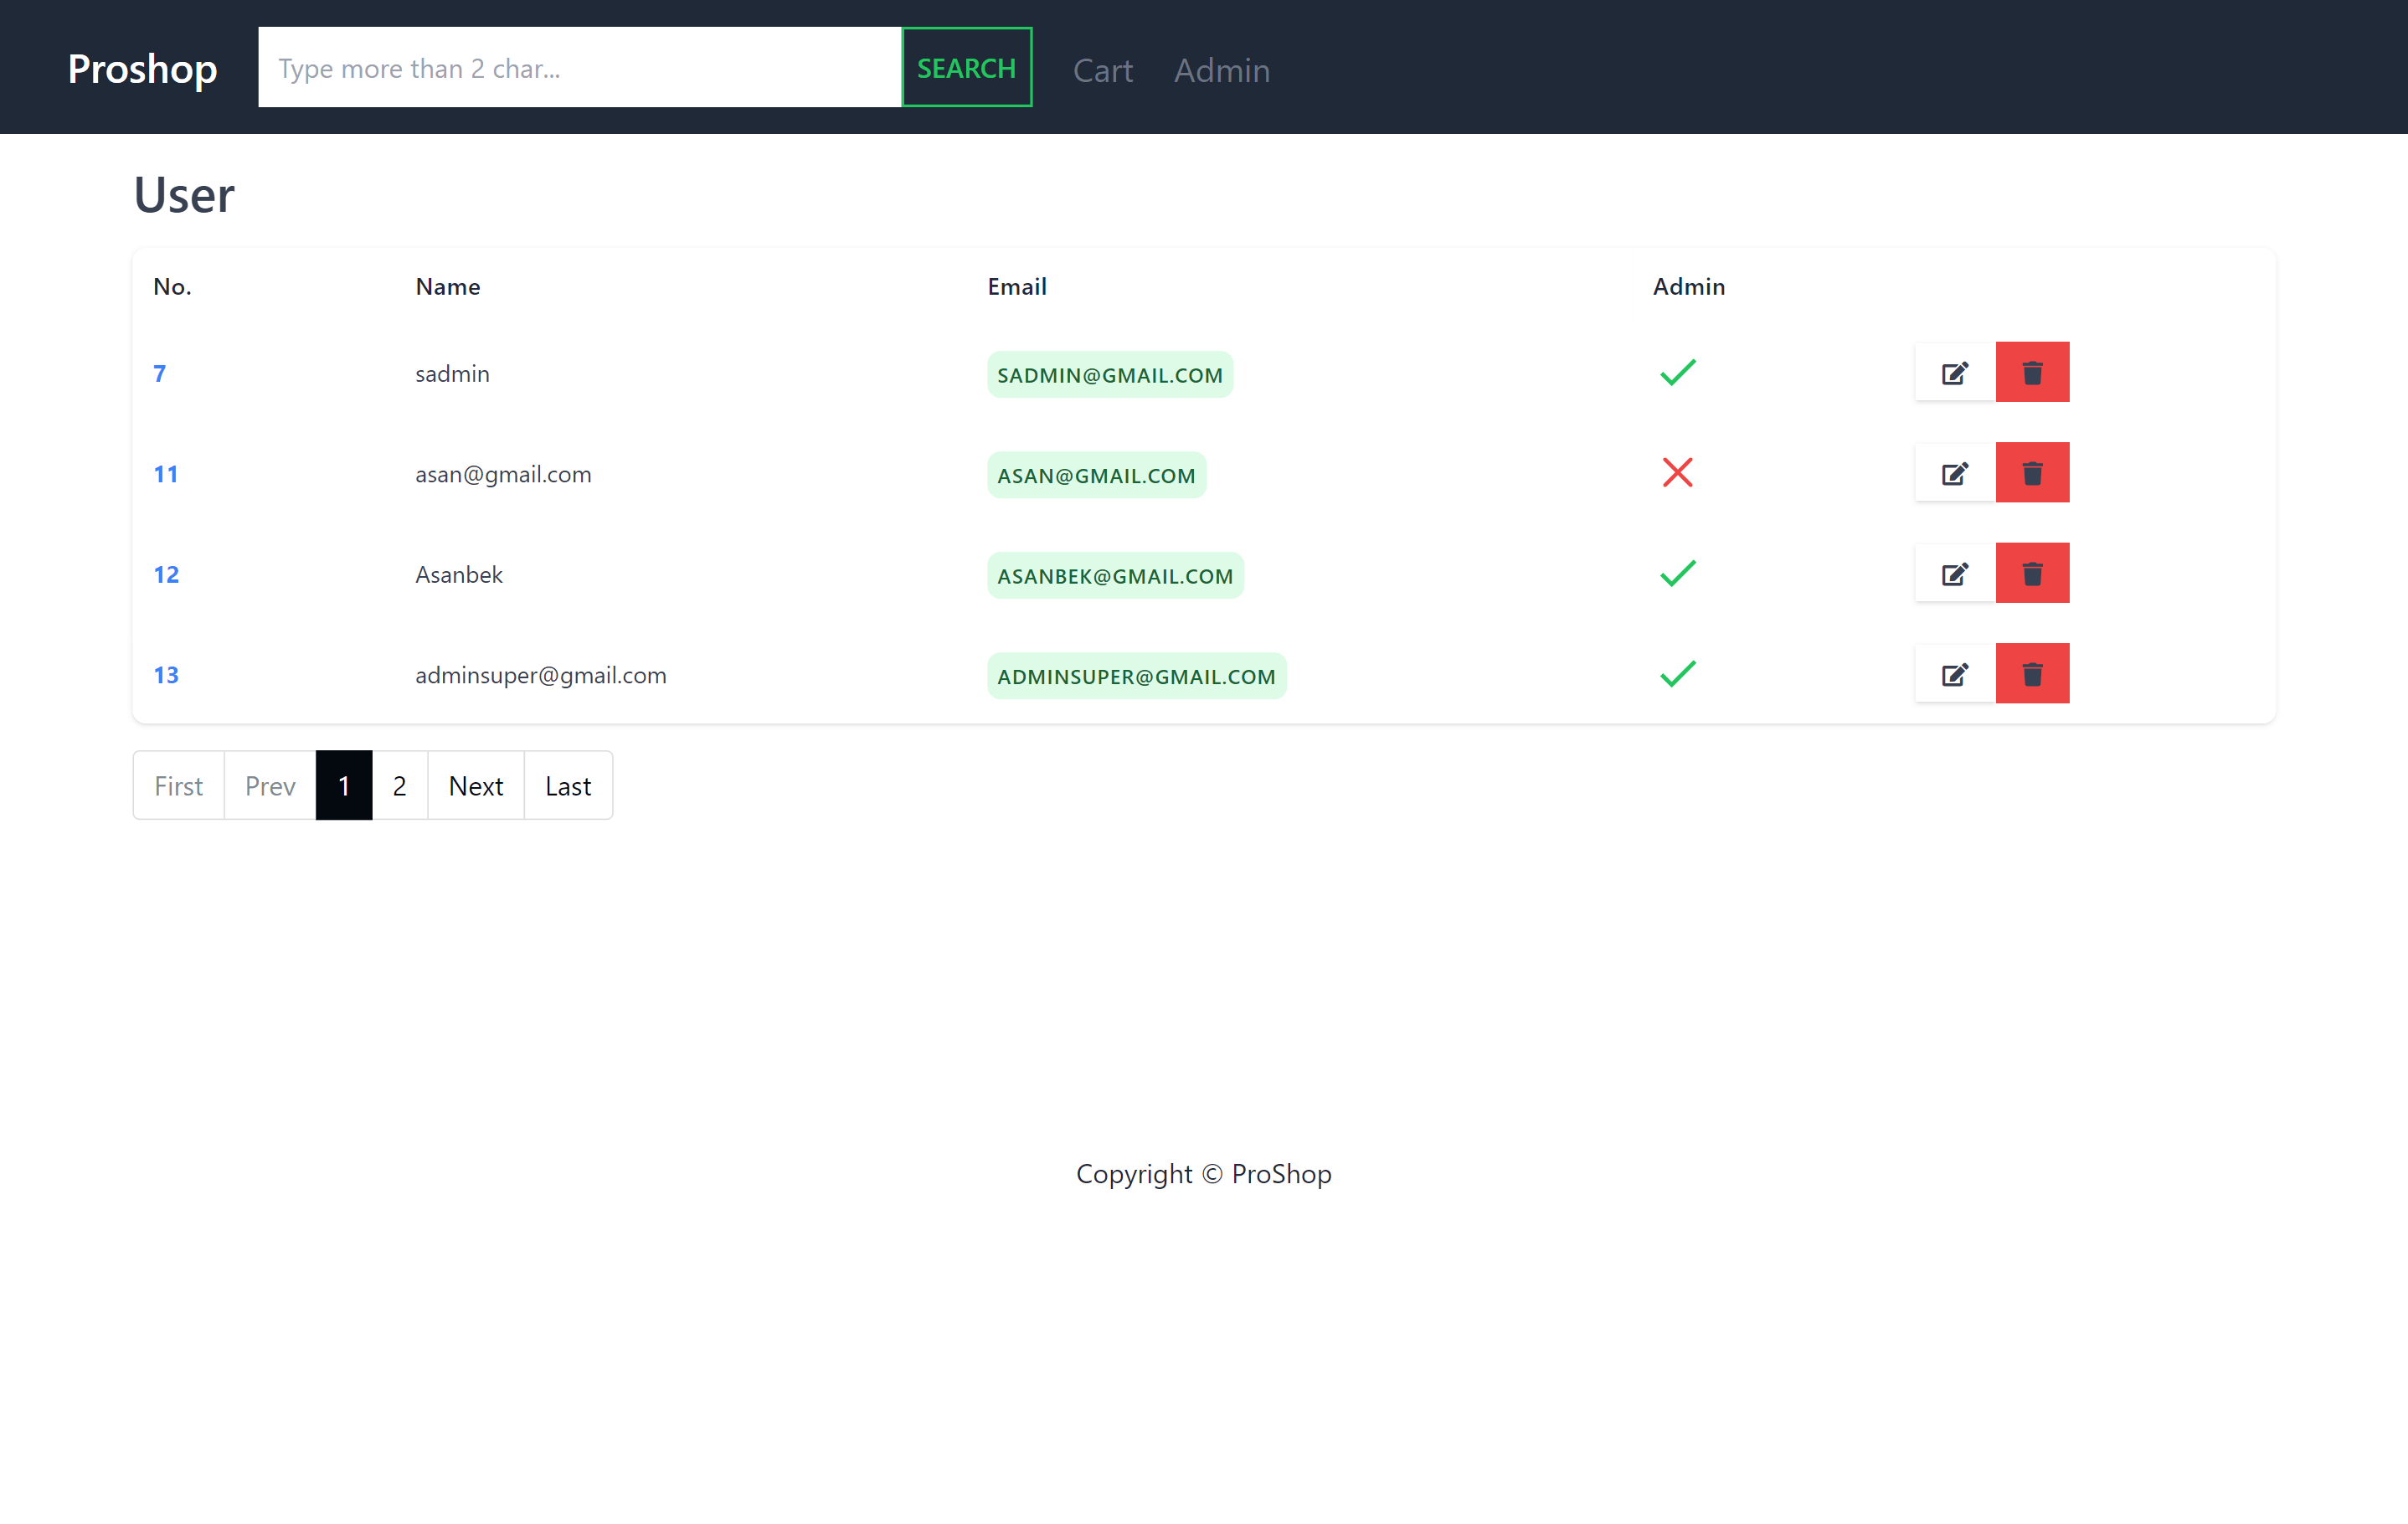 Proshop Type more than 2 char... SEARCH Cart Admin
User
No. Name Email Admin
7 sadmin SADMIN@GMAIL.COM
11 asan@gmail.com ASAN@GMAIL.COM
12 Asanbek ASANBEK@GMAIL.COM
13 adminsuper@gmail.com ADMINSUPER@GMAIL.COM
First Prev 1 2 Next Last
Copyright © ProShop